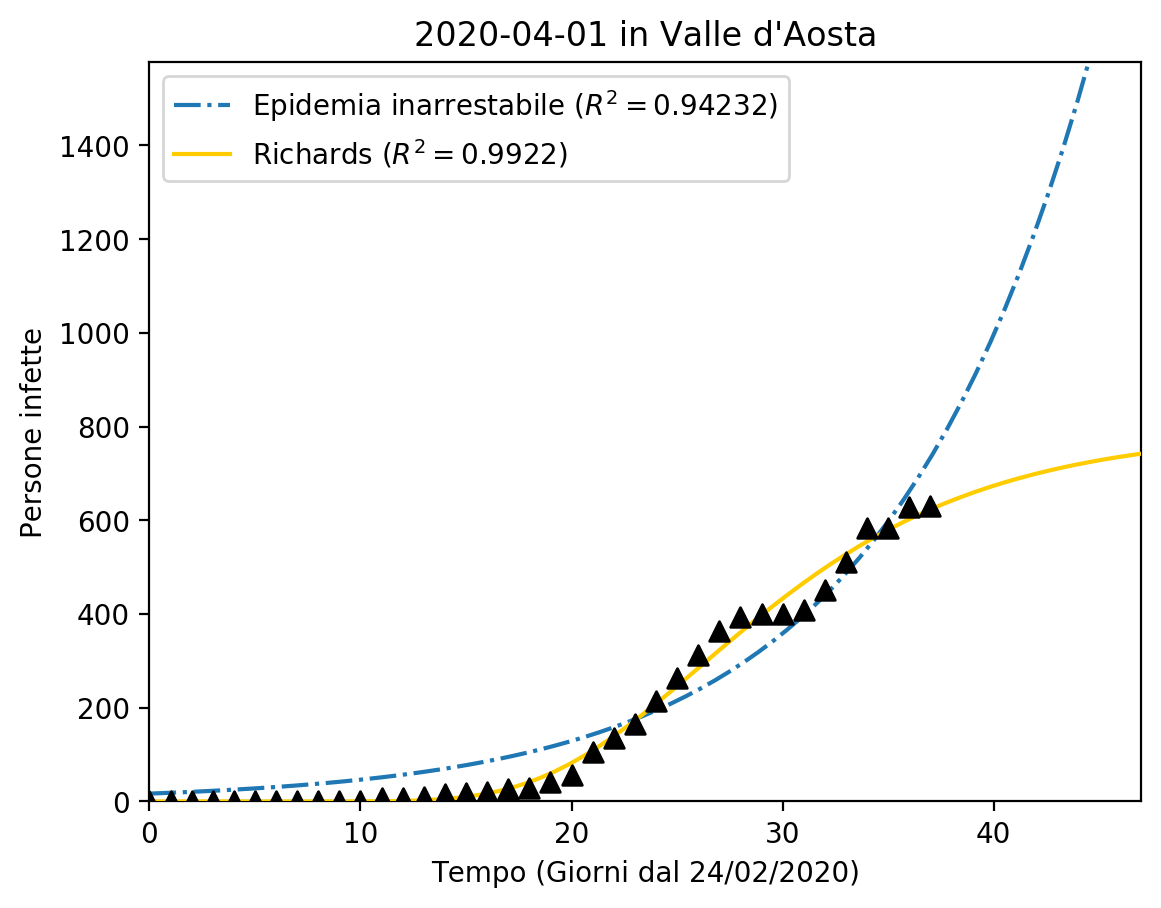 2020-04-01 in Valle d'Aosta
Epidemia inarrestabile ($R^2 = 0.94232$)
Richards ($R^2 = 0.9922$)
1400
1200
1000
800
600
400
200
0
Persone infette
0 10 20 30 40
Tempo (Giorni dal 24/02/2020)